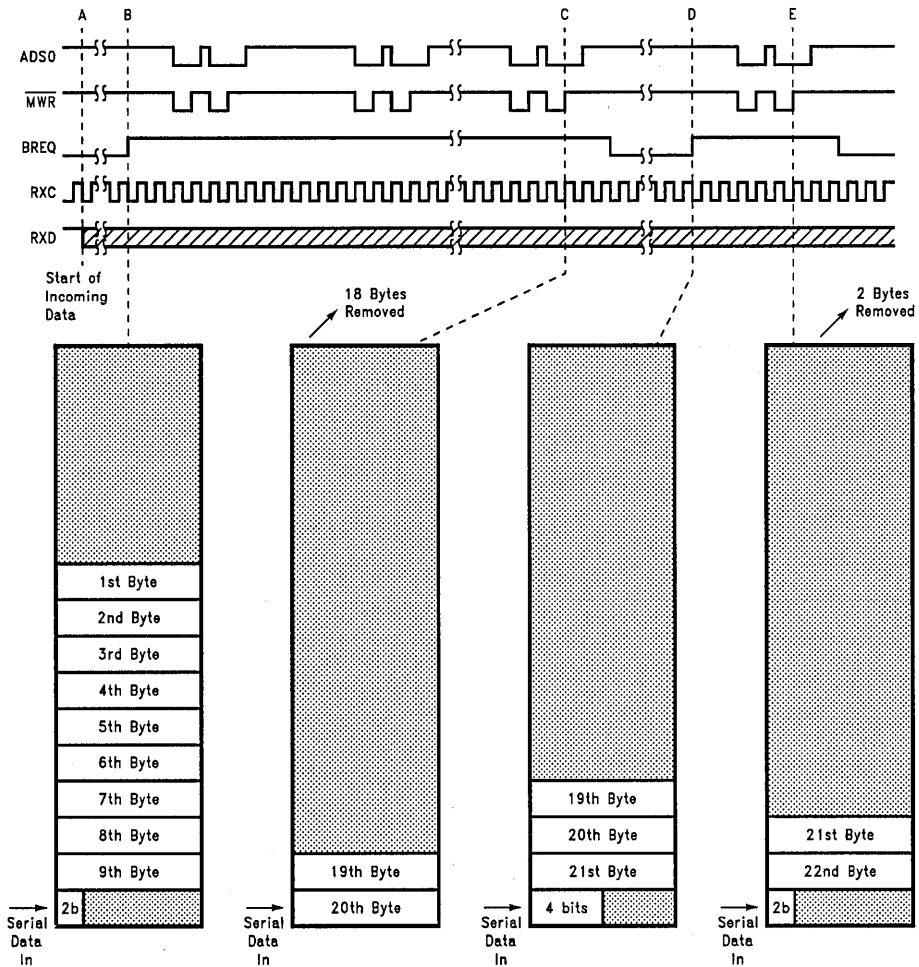 A B C D E
ADS0
MWR
BREQ
RXC
RXD
Start of
Incoming
Data
18 Bytes
Removed
2 Bytes
Removed
1st Byte
2nd Byte
3rd Byte
4th Byte
5th Byte
6th Byte
7th Byte
8th Byte
9th Byte
2b
Serial
Data
In
19th Byte
20th Byte
Serial
Data
In
19th Byte
20th Byte
21st Byte
4 bits
Serial
Data
In
21st Byte
22nd Byte
2b
Serial
Data
In